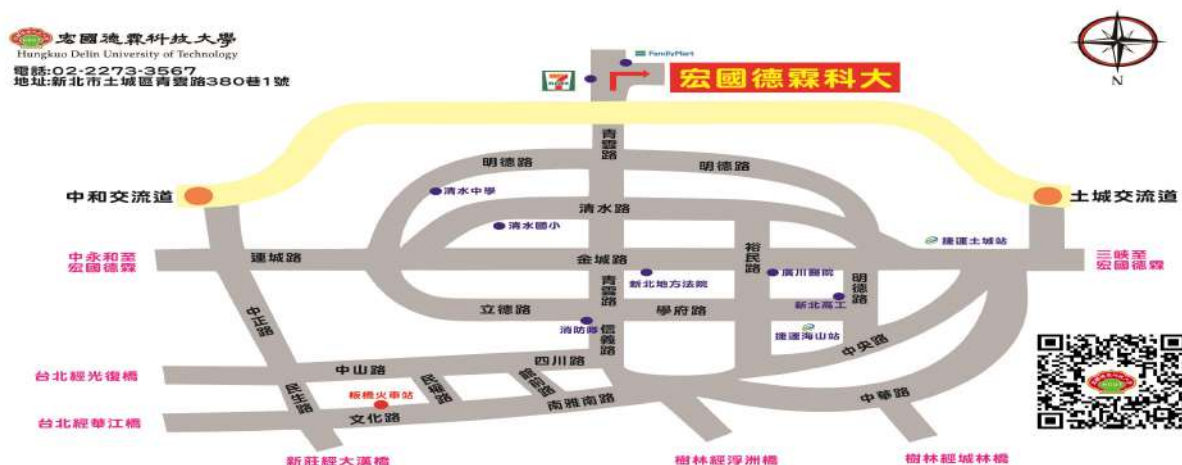 宏國德霖科技大學
Hungkuo Delin University of Technology
電話:02-2273-3567
地址:新北市土城區青雲路380巷1號
FamilyMart
7
ELEVEN
宏國德霖科大
N
青雲路
明德路
明德路
清水中學
中和交流道
土城交流道
清水路
清水國小
裕民路
捷運土城站
中永和至
宏國德霖
連城路
金城路
三峽至
宏國德霖
新北地方法院
廣川醫院
青雲路
明德路
立德路
學府路
新北高工
中正路
消防隊
信義路
捷運海山站
中央路
四川路
中山路
台北經光復橋
民生路
板橋火車站
民權路
館前路
南雅南路
中華路
文化路
台北經華江橋
新莊經大漢橋
樹林經浮洲橋
樹林經城林橋